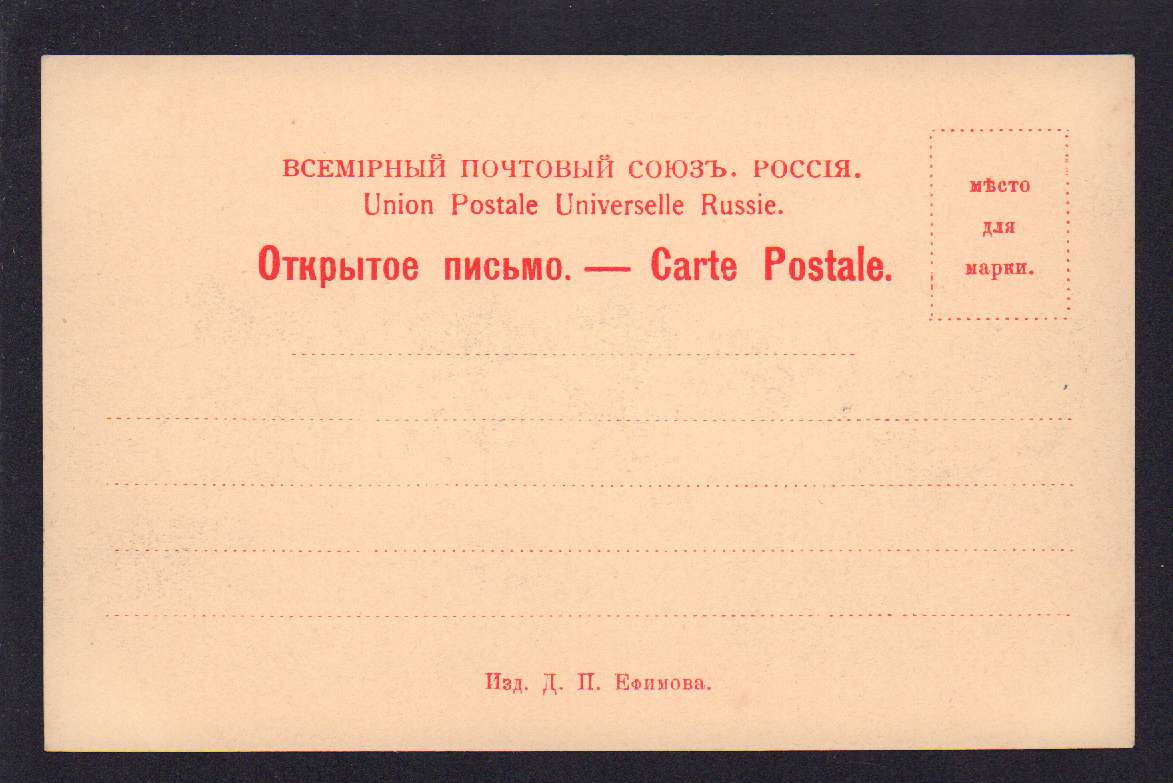 ВСЕМІРНЫЙ ПОЧТОВЫЙ СОЮЗЪ. РОССІЯ.
Union Postale Universelle Russie.
Открытое письмо. — Carte Postale.
мѣсто
для
марки.
Изд. Д. П. Ефимова.